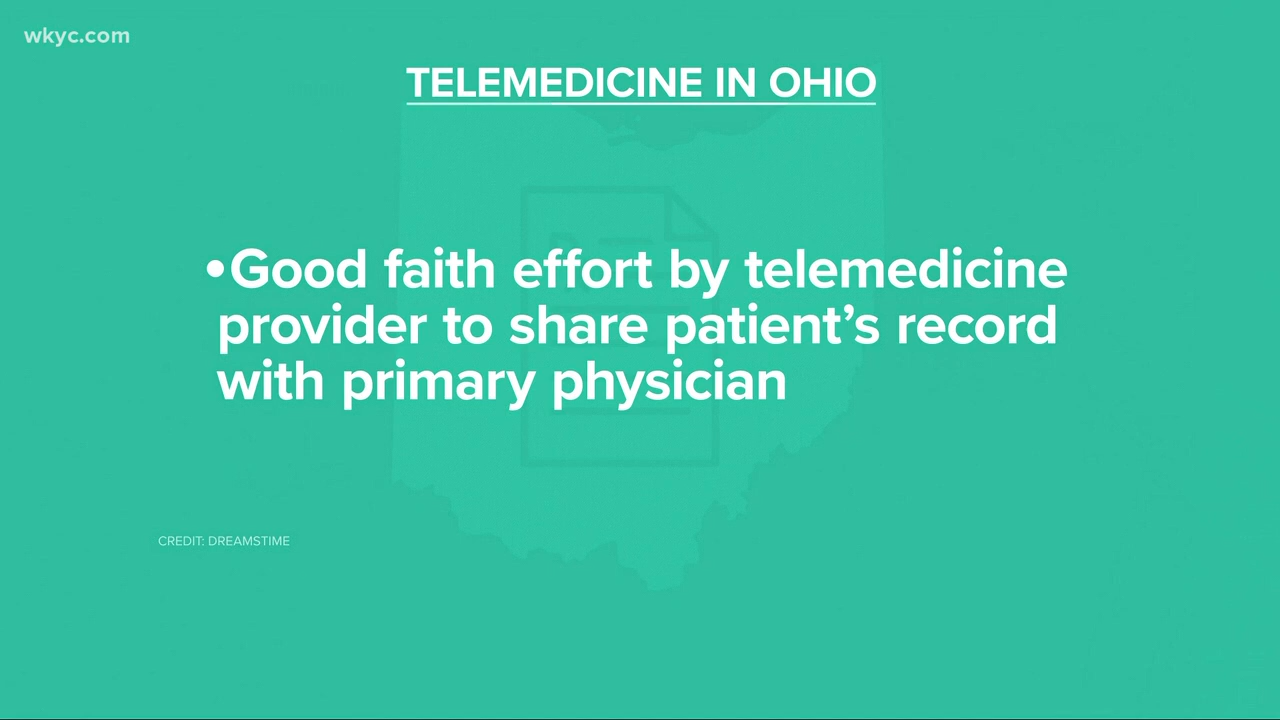 wkyc.com
TELEMEDICINE IN OHIO
•Good faith effort by telemedicine
provider to share patient’s record
with primary physician
CREDIT: DREAMSTIME